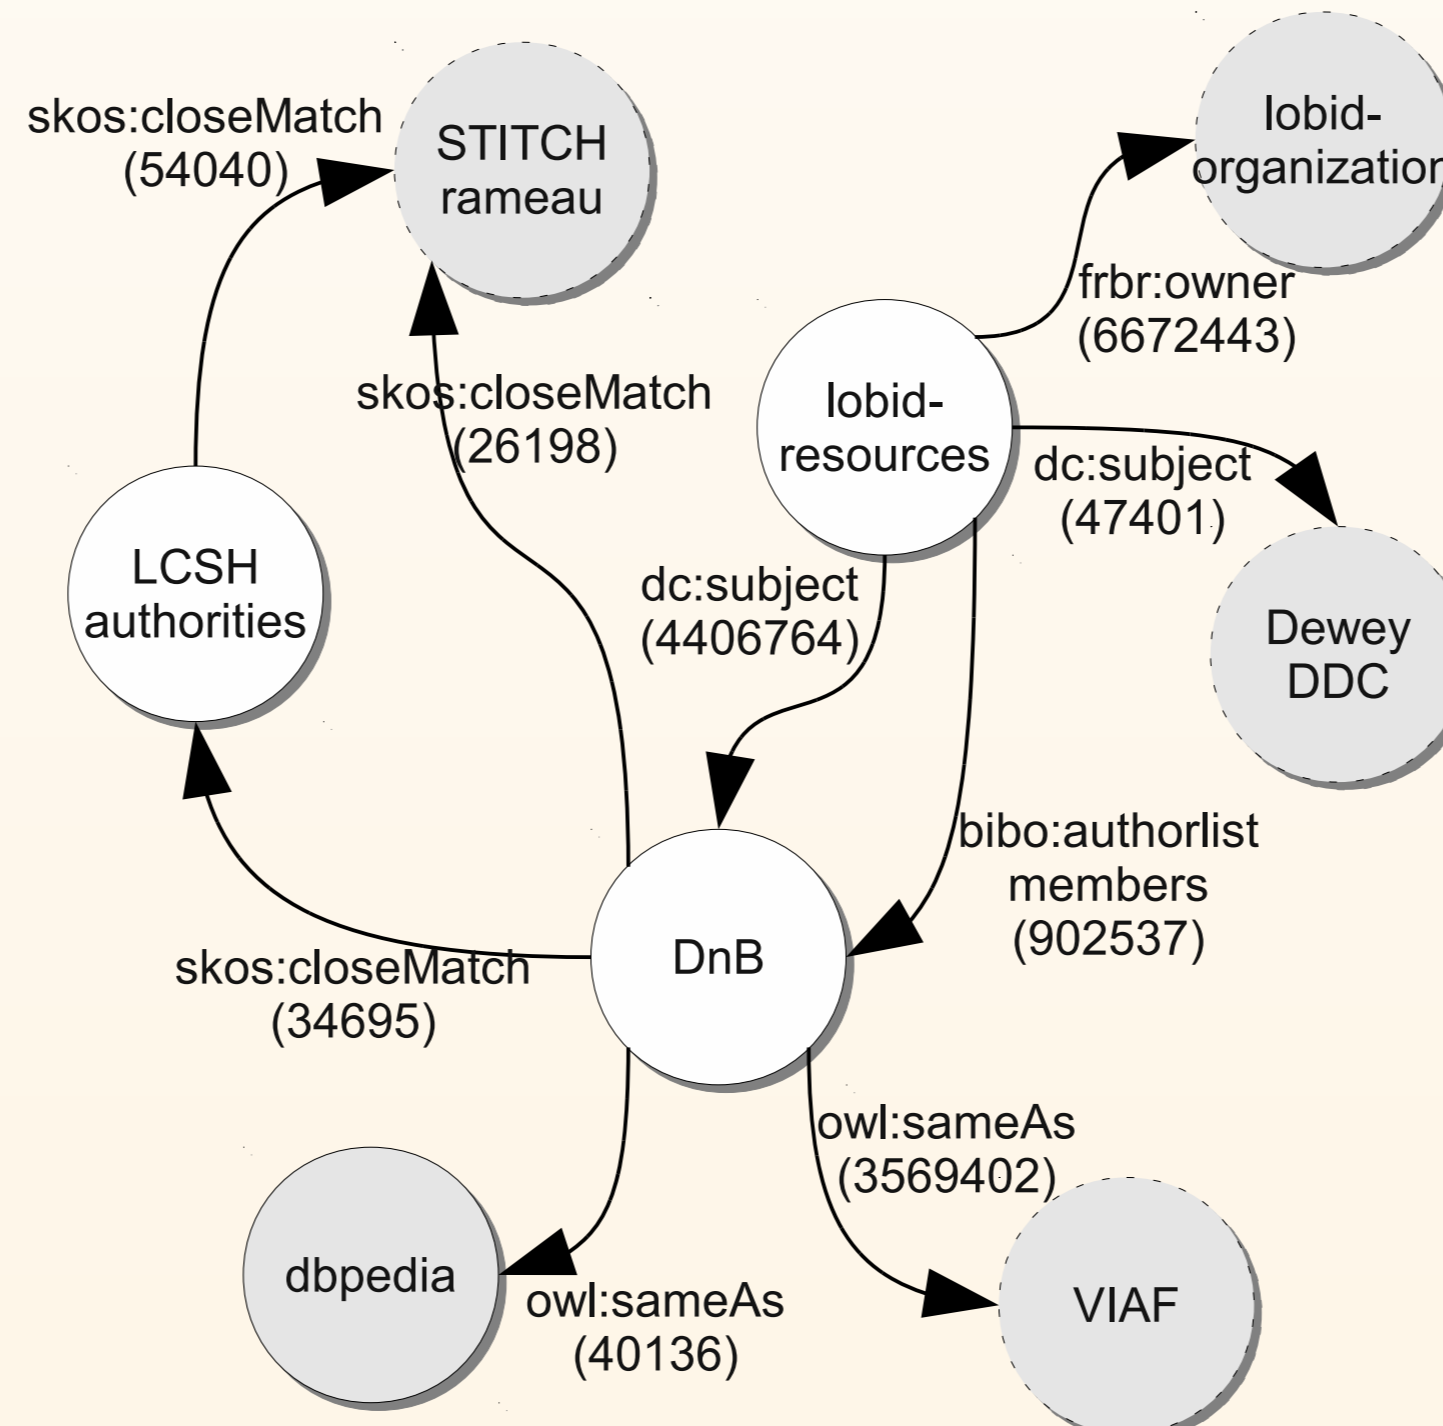 skos:closeMatch
(54040)
STITCH
rameau
lobid-
organization
frbr:owner
(6672443)
skos:closeMatch
(26198)
lobid-
resources
dc:subject
(47401)
LCSH
authorities
dc:subject
(4406764)
Dewey
DDC
bibo:authorlist
members
(902537)
DnB
skos:closeMatch
(34695)
owl:sameAs
(3569402)
dbpedia
owl:sameAs
(40136)
VIAF